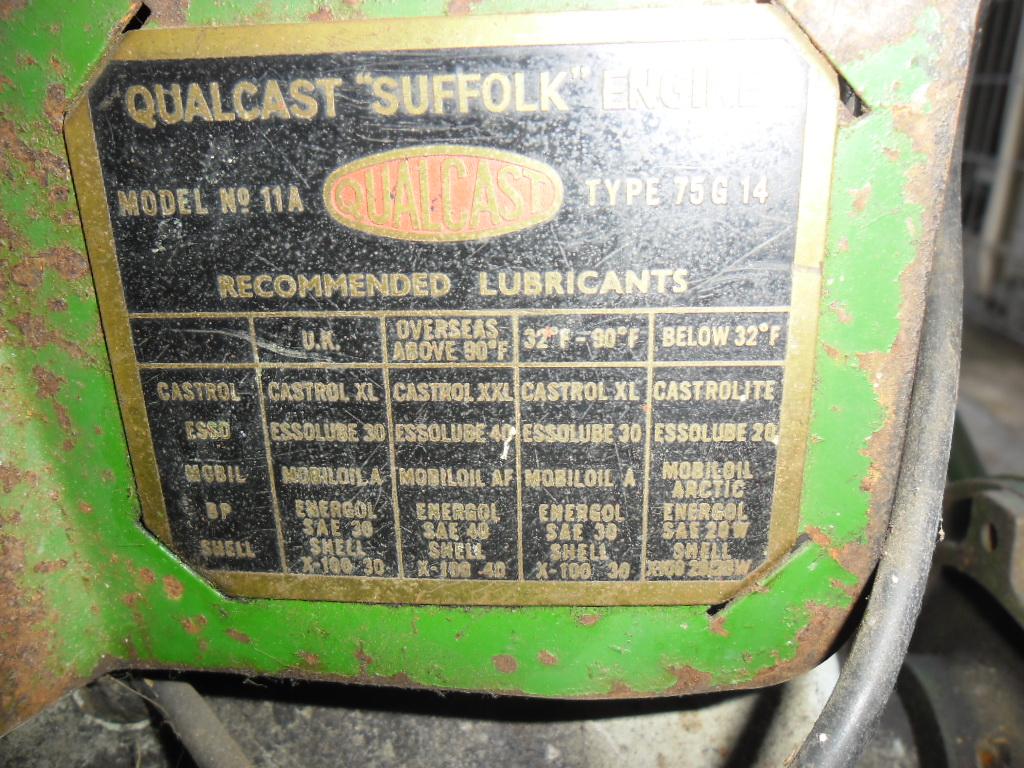 QUALCAST "SUFFOLK" ENGINE
MODEL Nº 11A QUALCAST TYPE 75 G 14
RECOMMENDED LUBRICANTS
U.K. OVERSEAS ABOVE 90°F 32°F - 90°F BELOW 32°F
CASTROL CASTROL XL CASTROL XXL CASTROL XL CASTROLITE
ESSO ESSOLUBE 30 ESSOLUBE 40 ESSOLUBE 30 ESSOLUBE 20
MOBIL MOBILOIL A MOBILOIL AF MOBILOIL A MOBILOIL ARCTIC
BP ENERGOL SAE 30 ENERGOL SAE 40 ENERGOL SAE 30 ENERGOL SAE 20W
SHELL SHELL X-100 30 SHELL X-100 40 SHELL X-100 30 SHELL